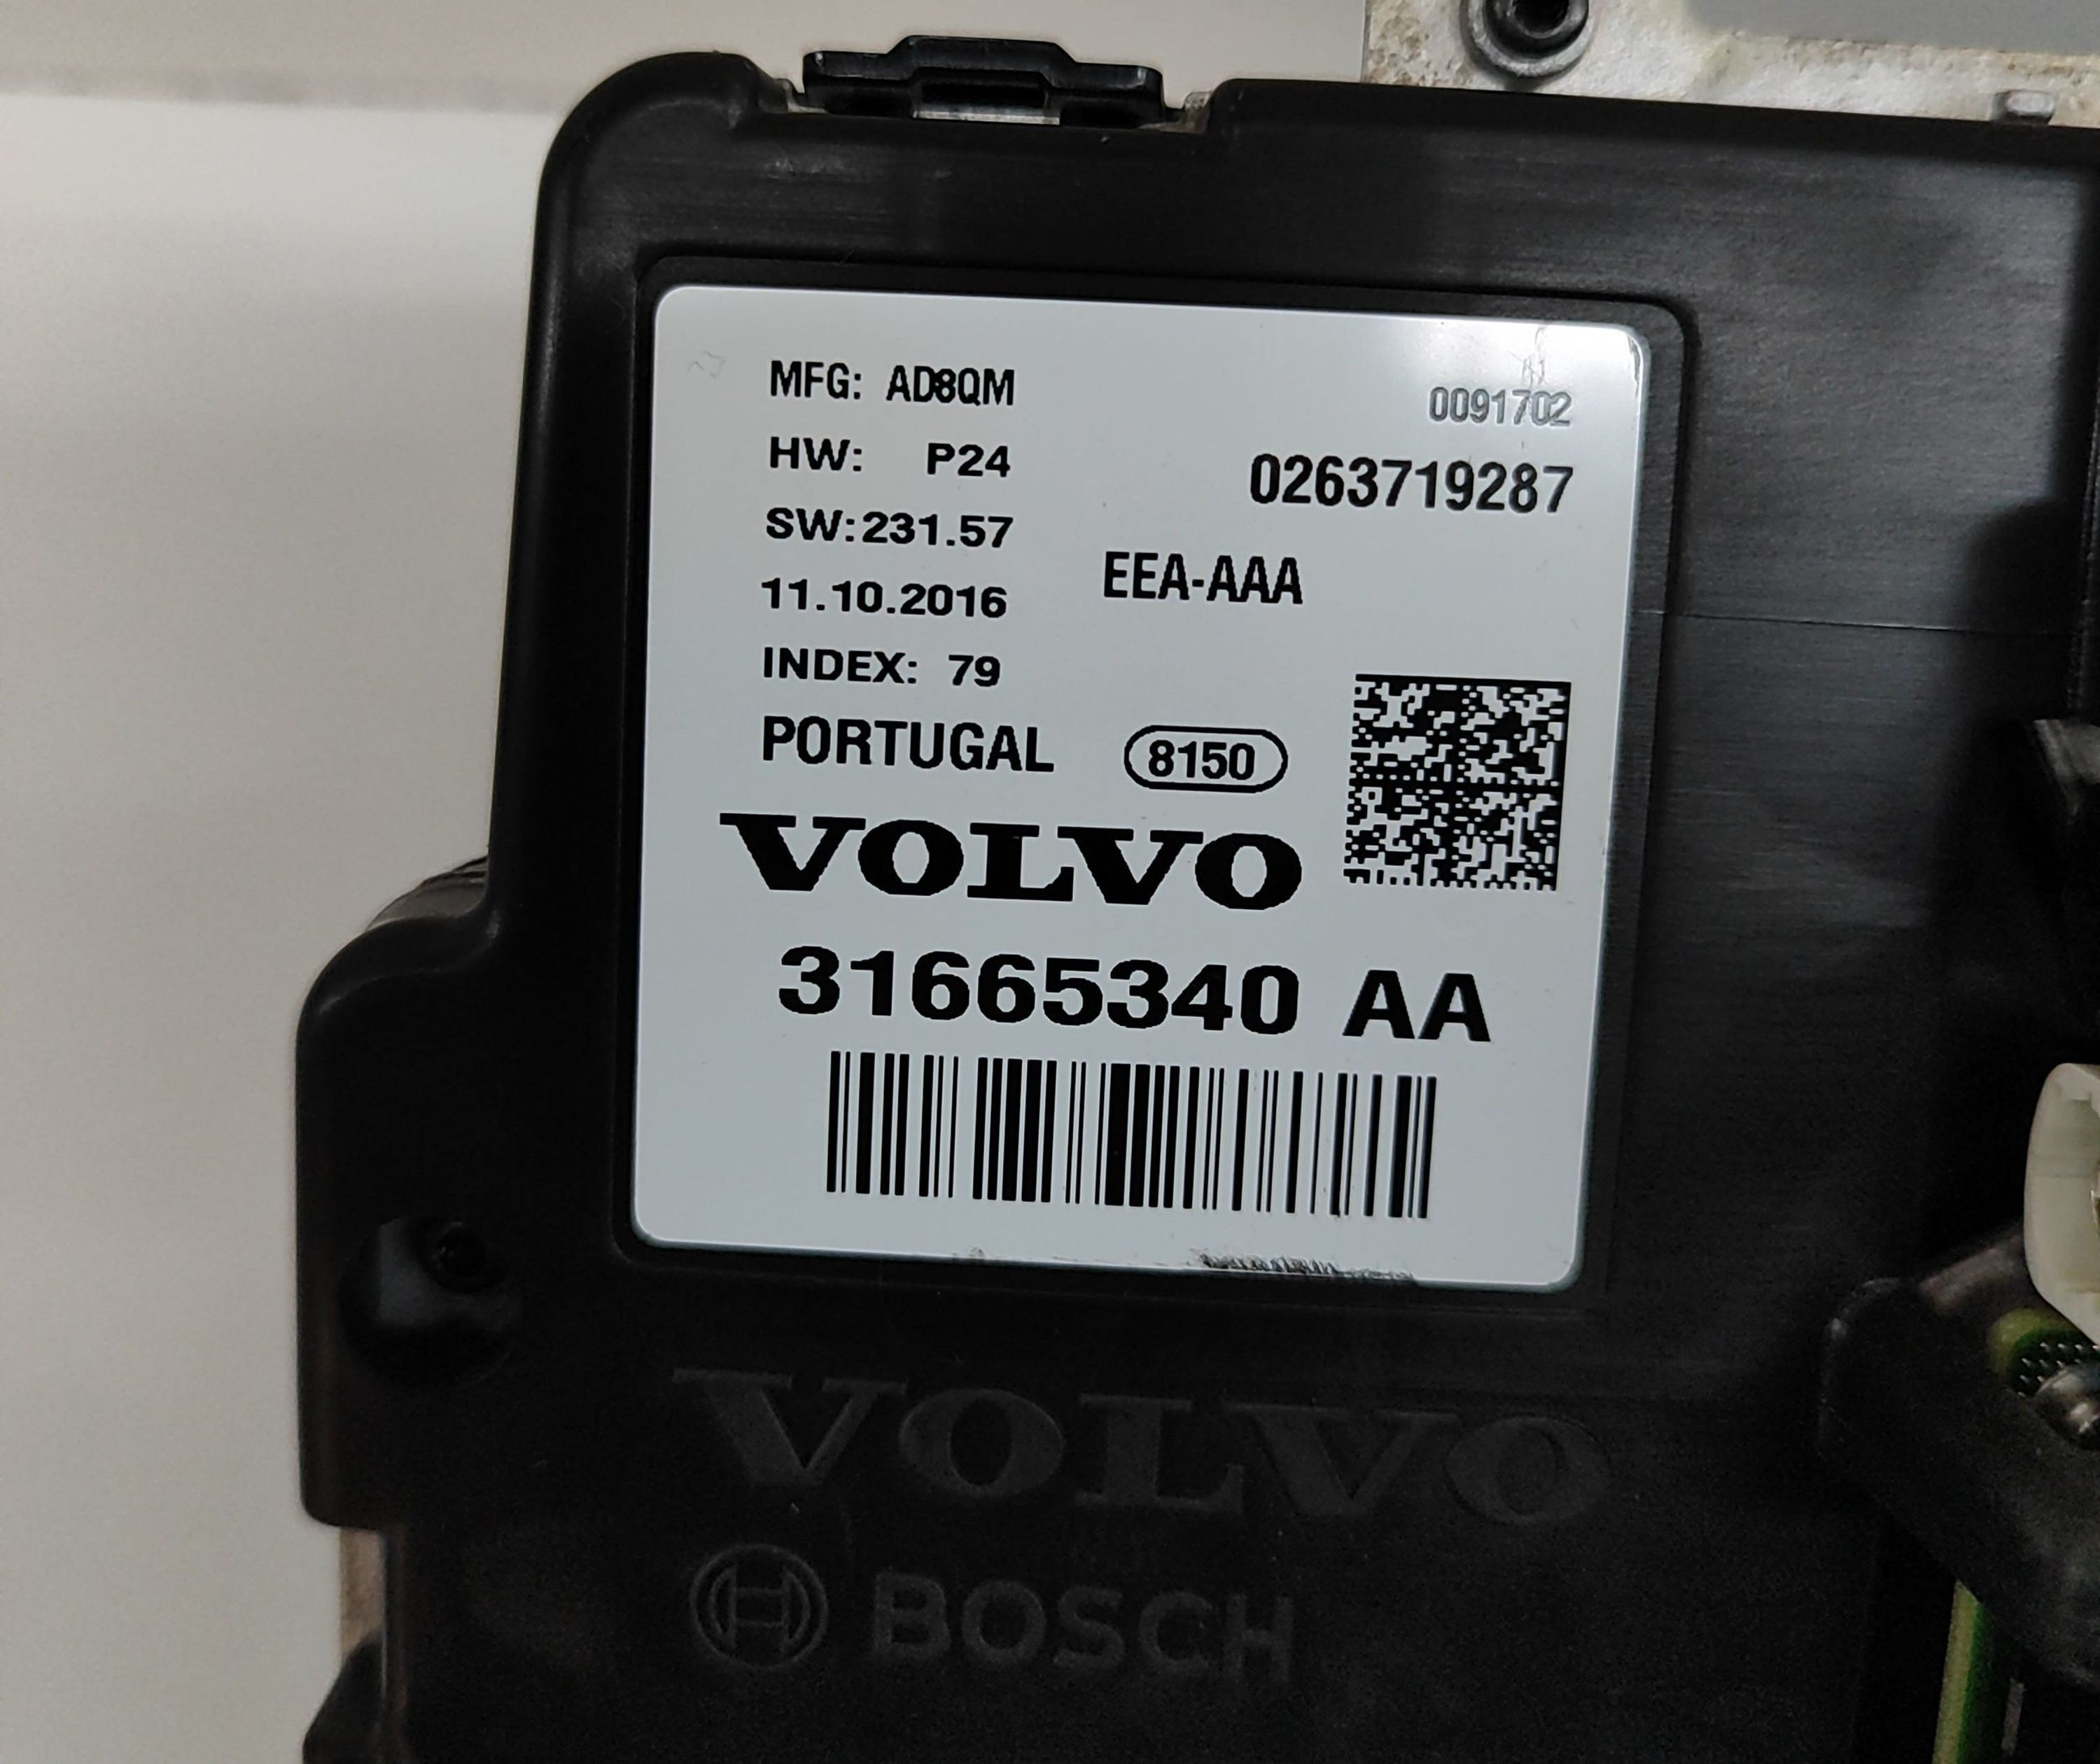 MFG: AD8QM
0091702
HW: P24
0263719287
SW:231.57
11.10.2016
EEA-AAA
INDEX: 79
PORTUGAL
8150
VOLVO
31665340 AA
VOLVO
BOSCH